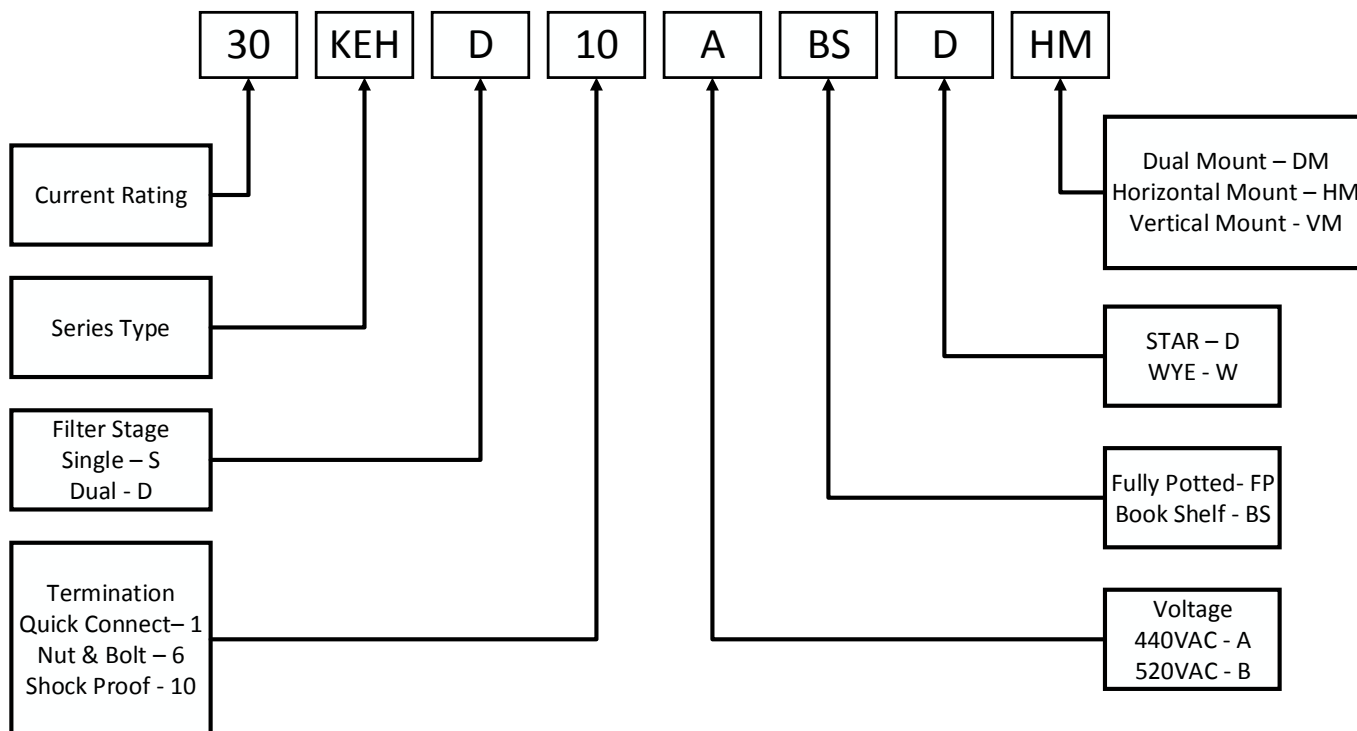 30 KEH D 10 A BS D HM
Current Rating
Series Type
Filter Stage
Single – S
Dual - D
Termination
Quick Connect– 1
Nut & Bolt – 6
Shock Proof - 10
Dual Mount – DM
Horizontal Mount – HM
Vertical Mount - VM
STAR – D
WYE - W
Fully Potted- FP
Book Shelf - BS
Voltage
440VAC - A
520VAC - B